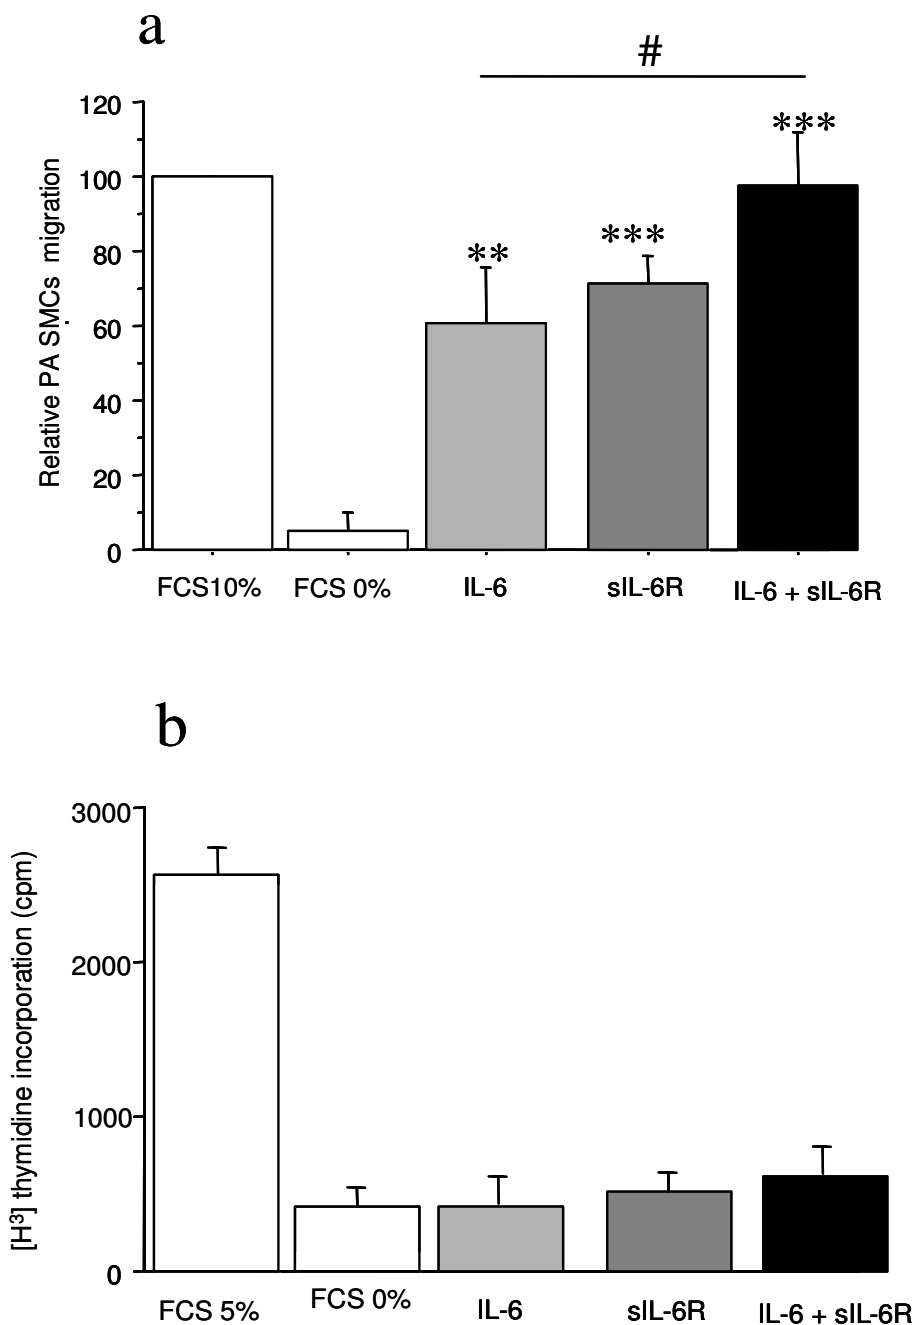 a
#
120
100
80
60
40
20
0
Relative PA SMCs migration
**
***
***
FCS10%
FCS 0%
IL-6
sIL-6R
IL-6 + sIL-6R
b
3000
2000
1000
0
[H³] thymidine incorporation (cpm)
FCS 5%
FCS 0%
IL-6
sIL-6R
IL-6 + sIL-6R